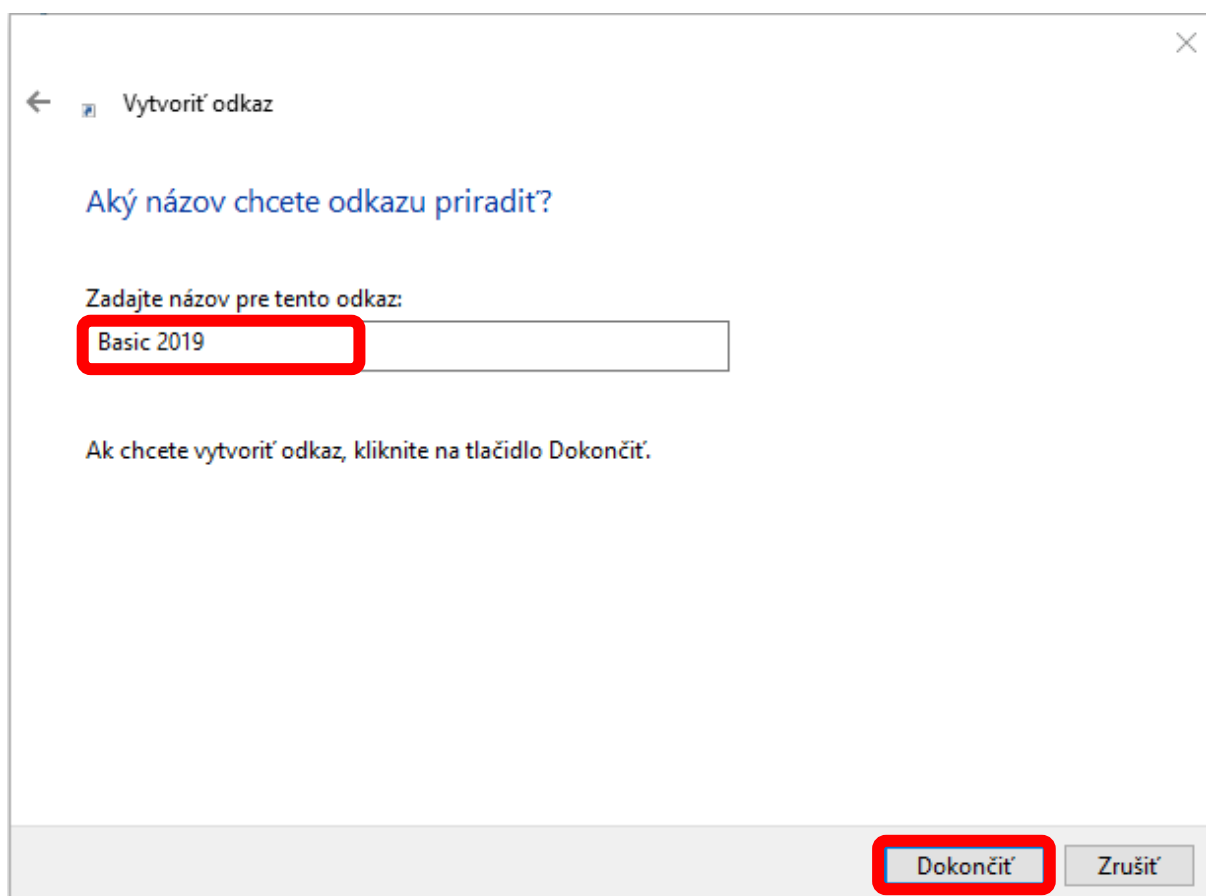 Vytvoriť odkaz
Aký názov chcete odkazu priradiť?
Zadajte názov pre tento odkaz:
Basic 2019
Ak chcete vytvoriť odkaz, kliknite na tlačidlo Dokončiť.
Dokončiť
Zrušiť